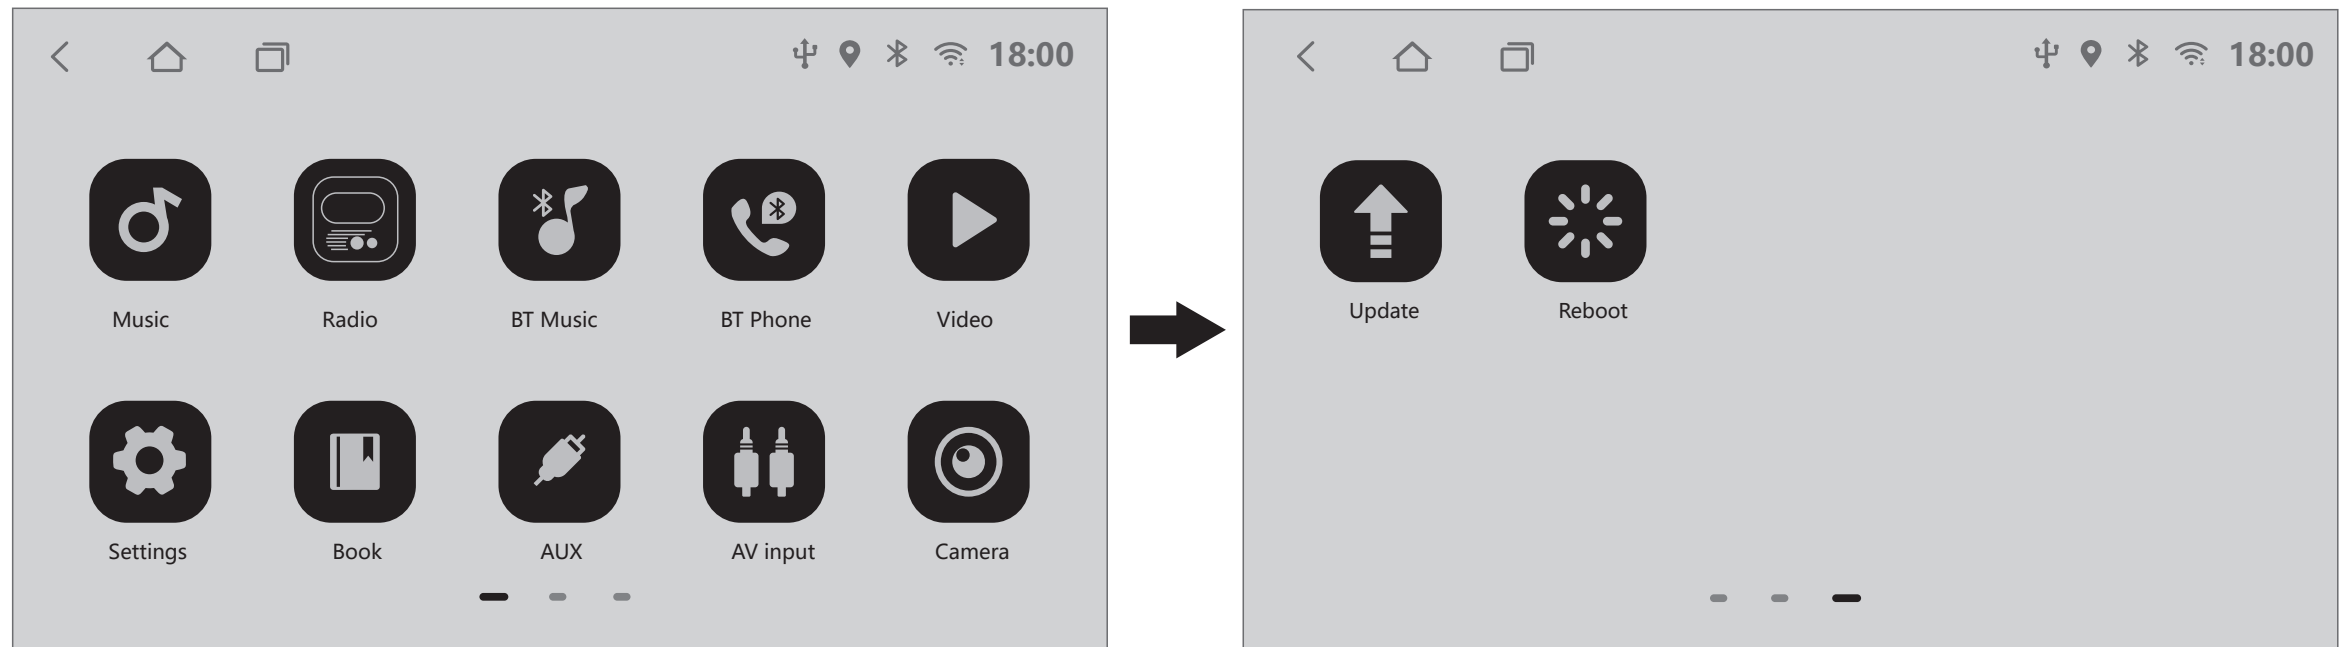 18:00
Music Radio BT Music BT Phone Video
Settings Book AUX AV input Camera
18:00
Update Reboot